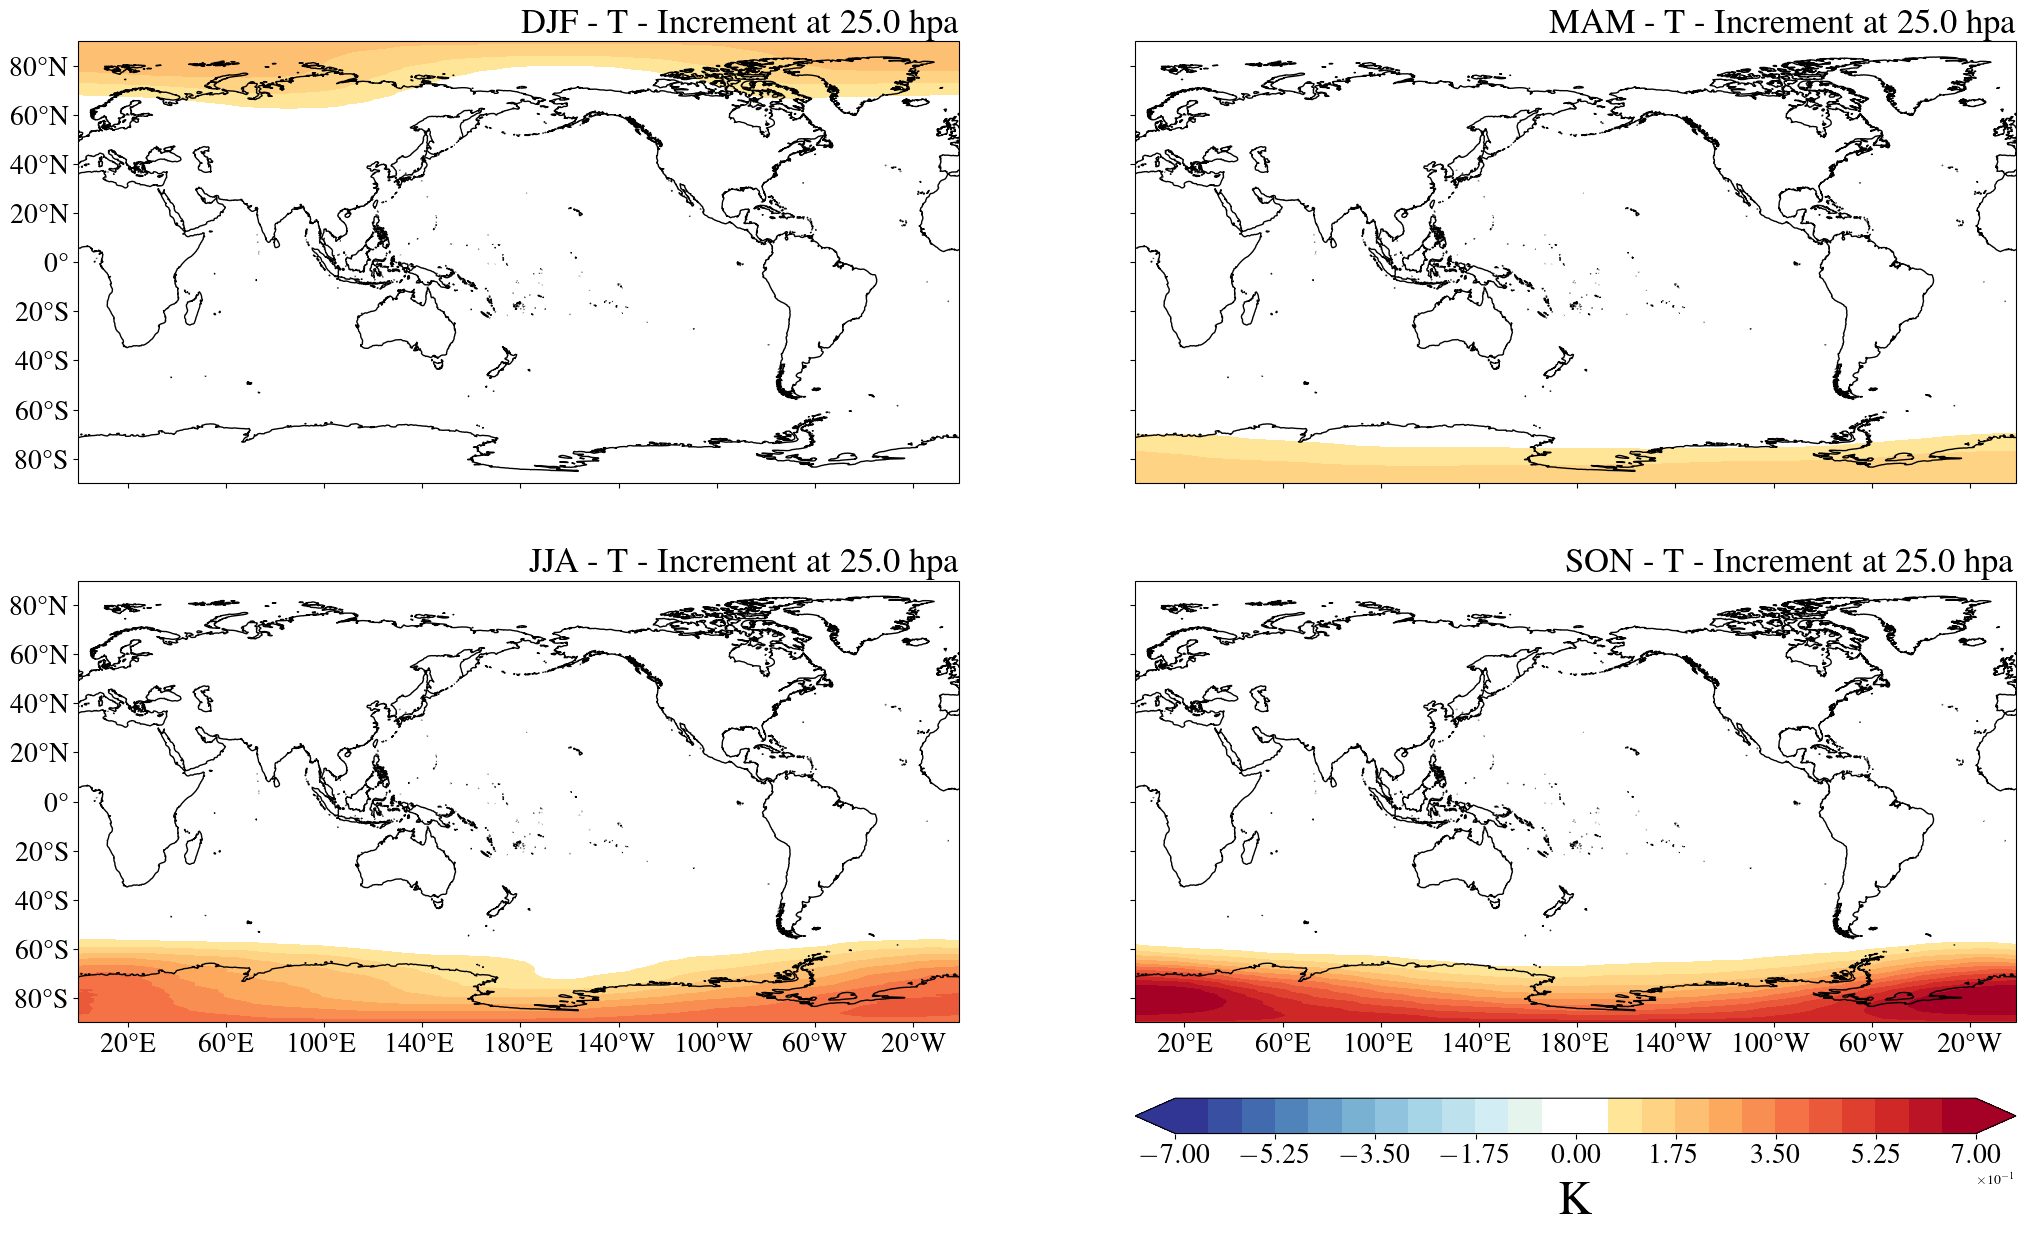 DJF - T - Increment at 25.0 hpa
MAM - T - Increment at 25.0 hpa
80°N
60°N
40°N
20°N
0°
20°S
40°S
60°S
80°S
JJA - T - Increment at 25.0 hpa
SON - T - Increment at 25.0 hpa
80°N
60°N
40°N
20°N
0°
20°S
40°S
60°S
80°S
20°E 60°E 100°E 140°E 180°E 140°W 100°W 60°W 20°W
20°E 60°E 100°E 140°E 180°E 140°W 100°W 60°W 20°W
−7.00 −5.25 −3.50 −1.75 0.00 1.75 3.50 5.25 7.00
×10⁻¹
K